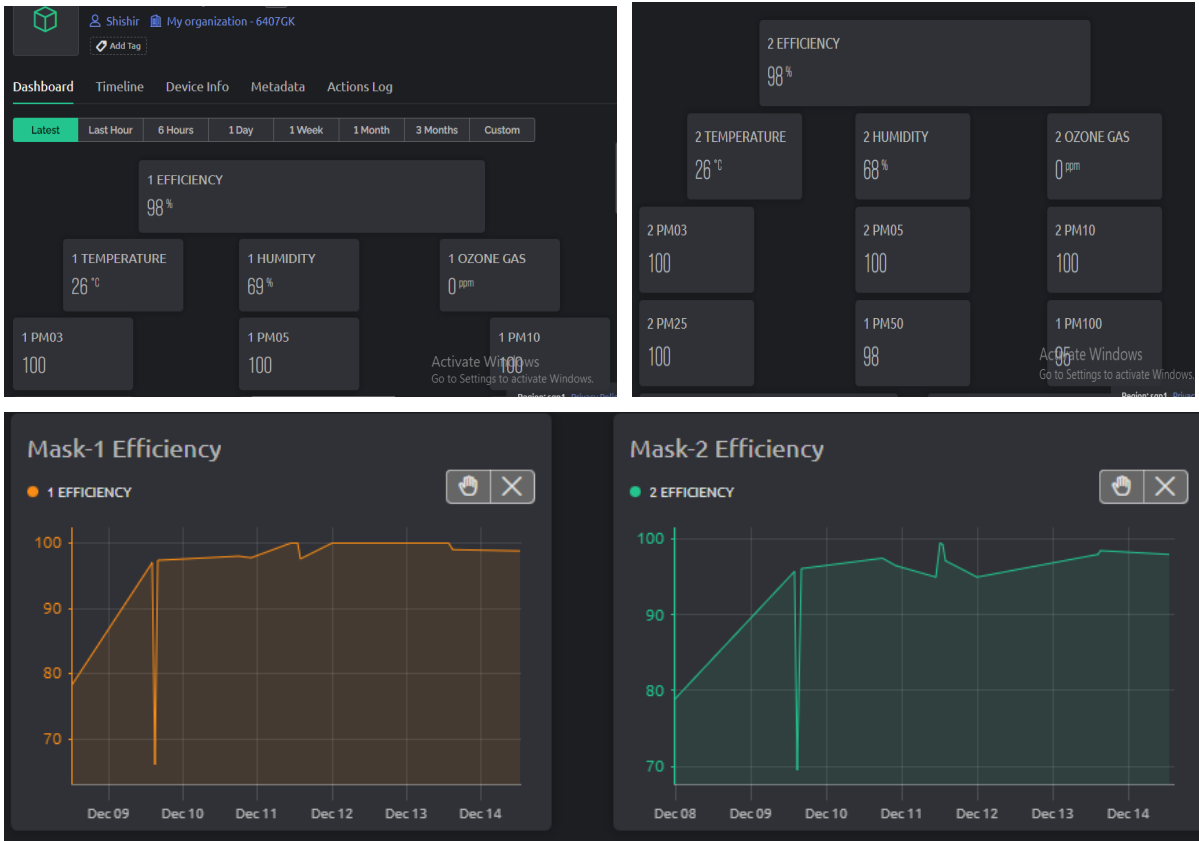 Shishir My organization - 6407GK
Add Tag
Dashboard Timeline Device Info Metadata Actions Log
Latest Last Hour 6 Hours 1 Day 1 Week 1 Month 3 Months Custom
1 EFFICIENCY
98 %
1 TEMPERATURE 1 HUMIDITY 1 OZONE GAS
26 °C 69 % 0 ppm
1 PM03 1 PM05 1 PM10
100 100 100
Activate Windows
Go to Settings to activate Windows.
Region: sgp1 Privacy
2 EFFICIENCY
98 %
2 TEMPERATURE 2 HUMIDITY 2 OZONE GAS
26 °C 68 % 0 ppm
2 PM03 2 PM05 2 PM10
100 100 100
2 PM25 1 PM50 1 PM100
100 98 95
Activate Windows
Go to Settings to activate Windows.
Region: sgp1
Mask-1 Efficiency
1 EFFICIENCY
100
90
80
70
Dec 09 Dec 10 Dec 11 Dec 12 Dec 13 Dec 14
Mask-2 Efficiency
2 EFFICIENCY
100
90
80
70
Dec 08 Dec 09 Dec 10 Dec 11 Dec 12 Dec 13 Dec 14